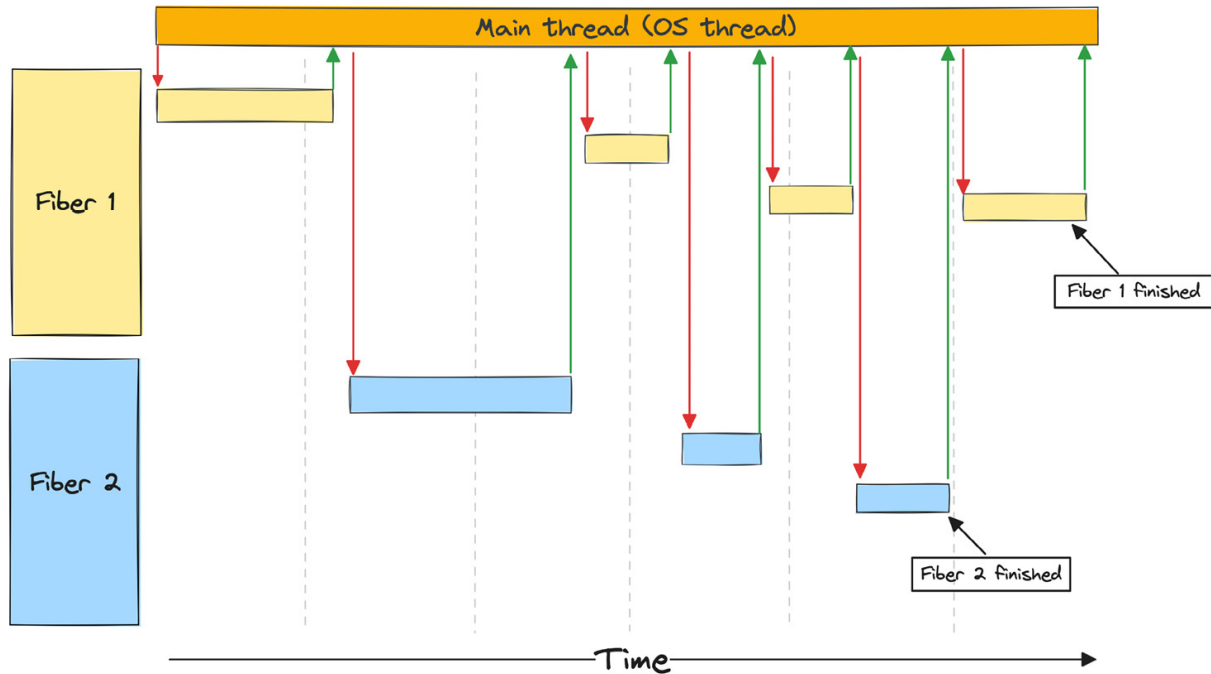 Main thread (OS thread)
Fiber 1
Fiber 1 finished
Fiber 2
Fiber 2 finished
Time